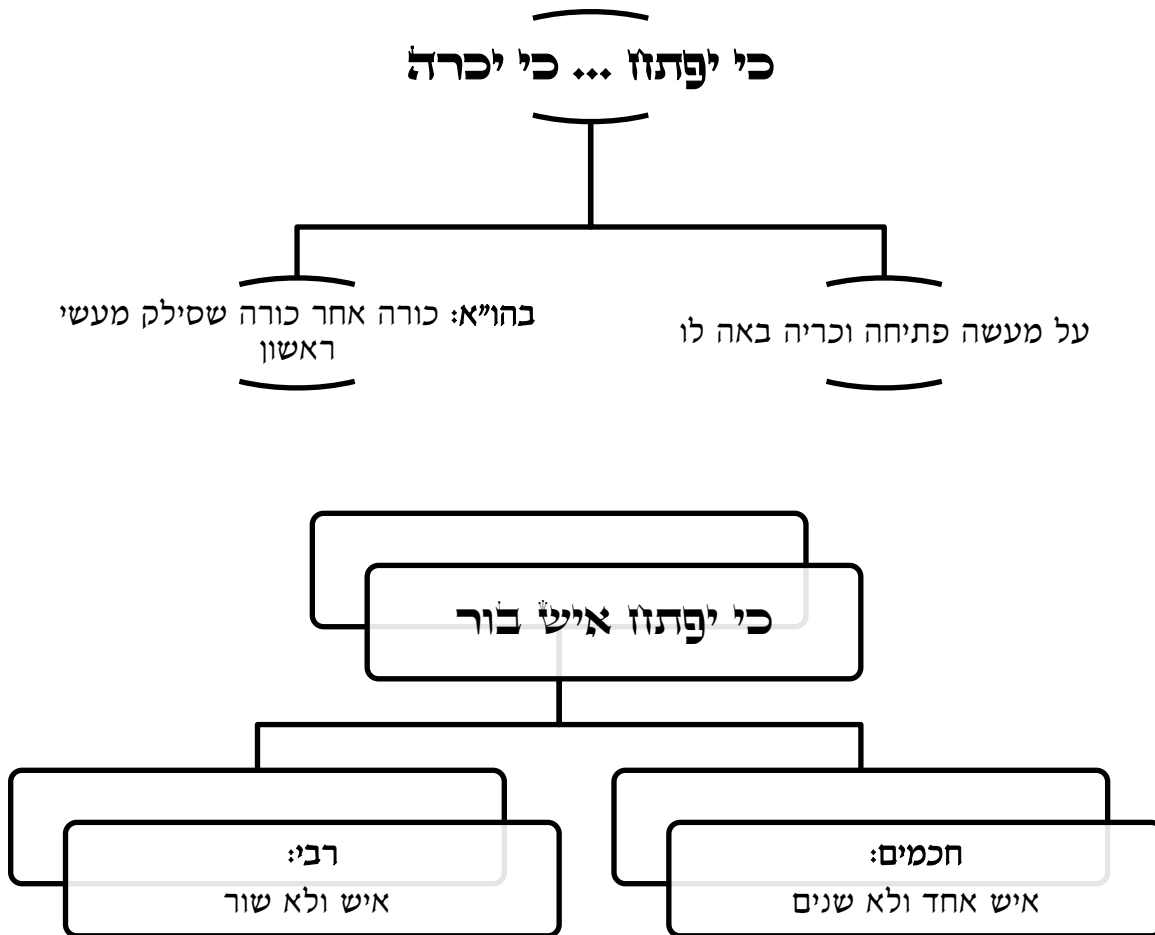 כי יפתח ... כי יכרה
על מעשה פתיחה וכריה באה לו
בהו"א: כורה אחר כורה שסילק מעשי
ראשון
כי יפתח איש בור
חכמים:
איש אחד ולא שנים
רבי:
איש ולא שור